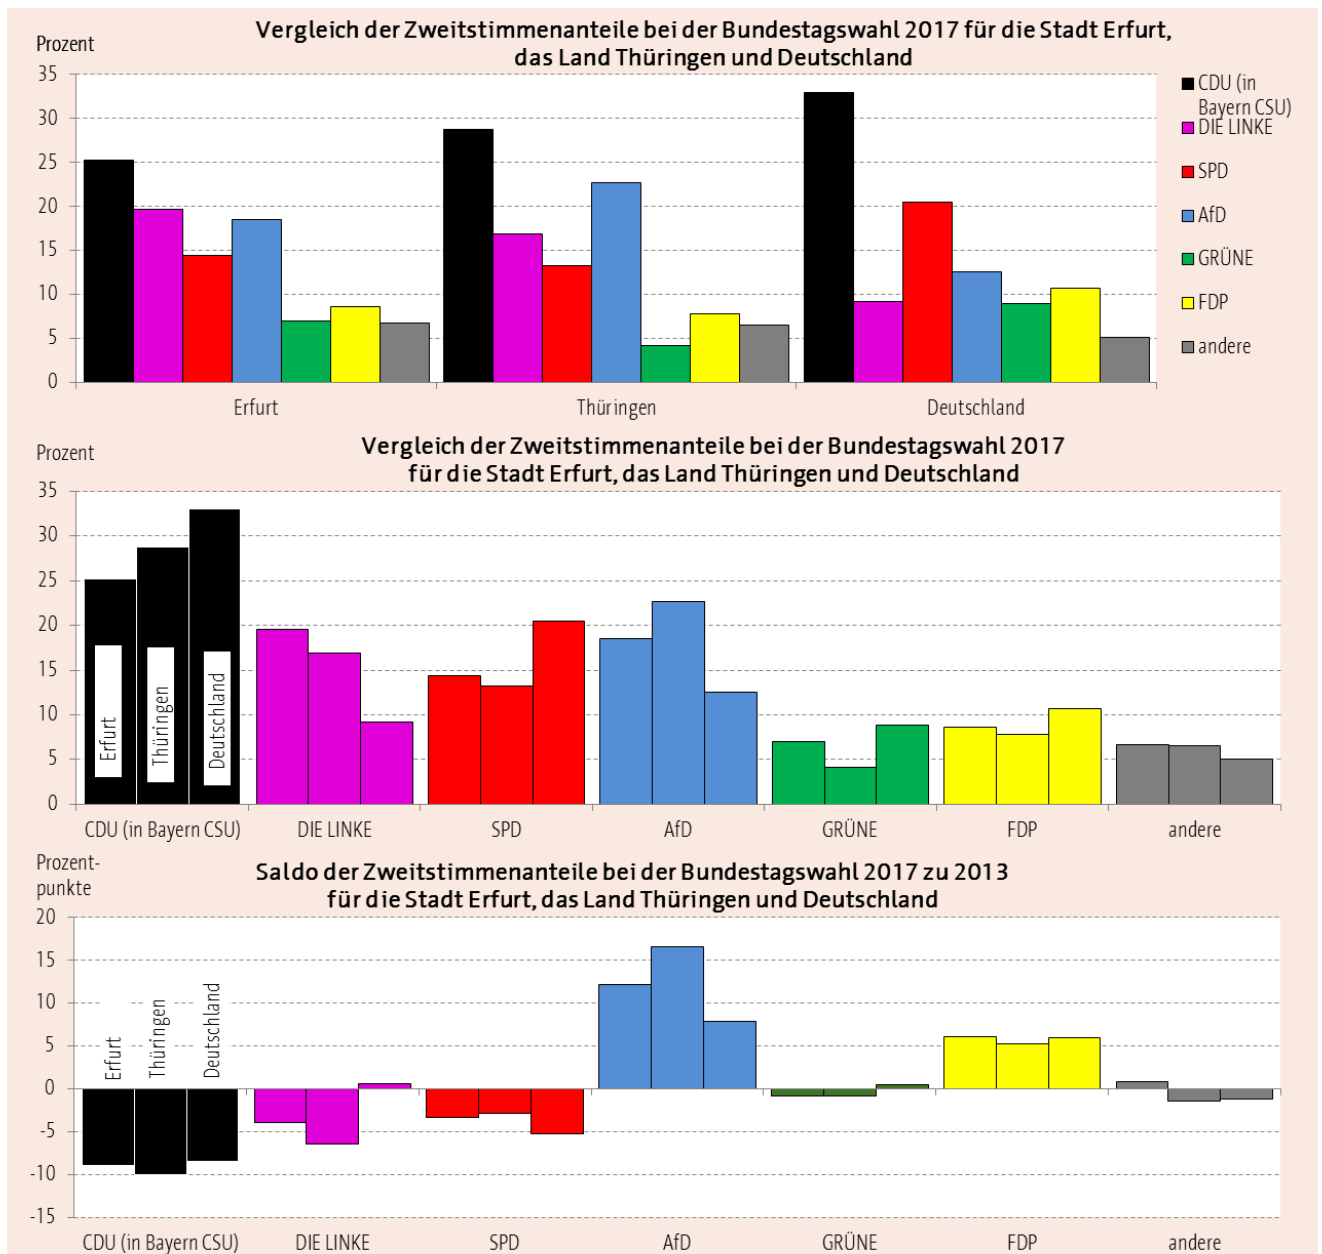 Vergleich der Zweitstimmenanteile bei der Bundestagswahl 2017 für die Stadt Erfurt,
das Land Thüringen und Deutschland
Prozent
35
30
25
20
15
10
5
0
Erfurt
Thüringen
Deutschland
CDU (in
Bayern CSU)
DIE LINKE
SPD
AfD
GRÜNE
FDP
andere
Vergleich der Zweitstimmenanteile bei der Bundestagswahl 2017
für die Stadt Erfurt, das Land Thüringen und Deutschland
Prozent
35
30
25
20
15
10
5
0
Erfurt
Thüringen
Deutschland
CDU (in Bayern CSU)
DIE LINKE
SPD
AfD
GRÜNE
FDP
andere
Prozent-
punkte
Saldo der Zweitstimmenanteile bei der Bundestagswahl 2017 zu 2013
für die Stadt Erfurt, das Land Thüringen und Deutschland
20
15
10
5
0
-5
-10
-15
Erfurt
Thüringen
Deutschland
CDU (in Bayern CSU)
DIE LINKE
SPD
AfD
GRÜNE
FDP
andere